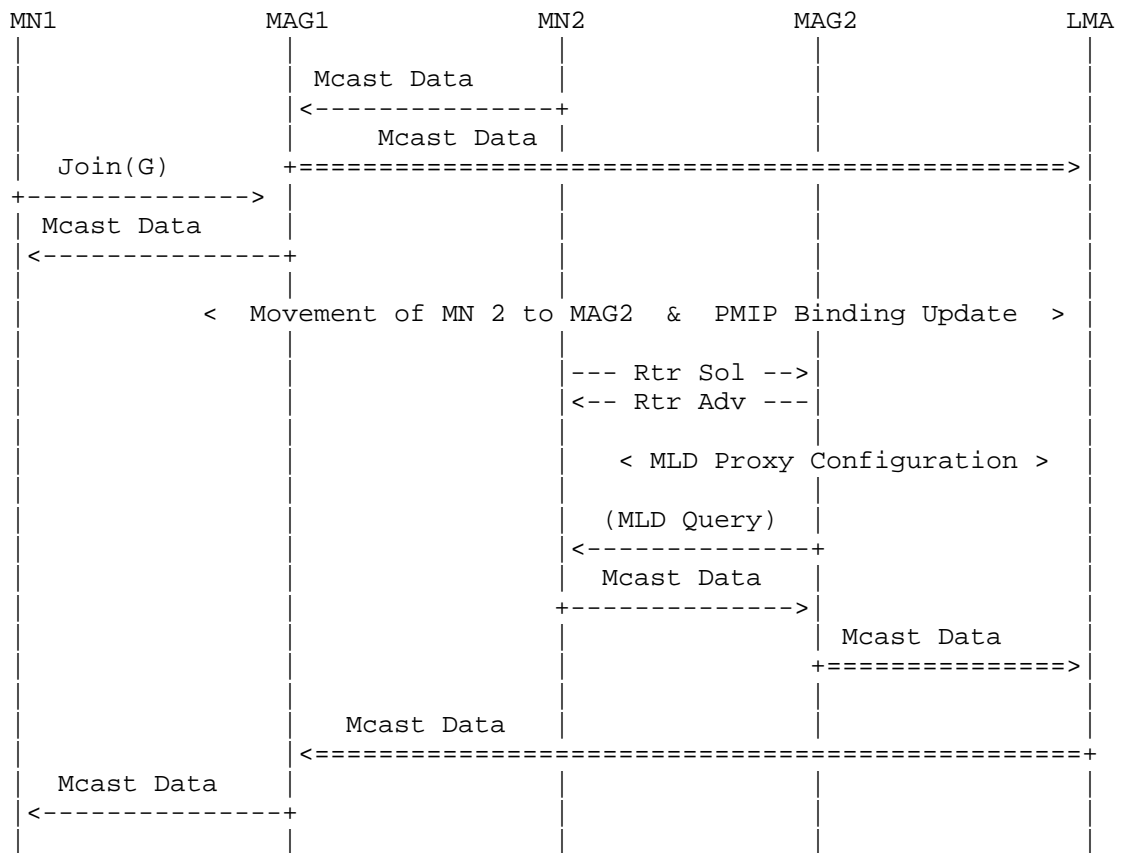 MN1 MAG1 MN2 MAG2 LMA
Mcast Data
Mcast Data
Join(G)
Mcast Data
< Movement of MN 2 to MAG2 & PMIP Binding Update >
--- Rtr Sol -->
<-- Rtr Adv ---
< MLD Proxy Configuration >
(MLD Query)
Mcast Data
Mcast Data
Mcast Data
Mcast Data